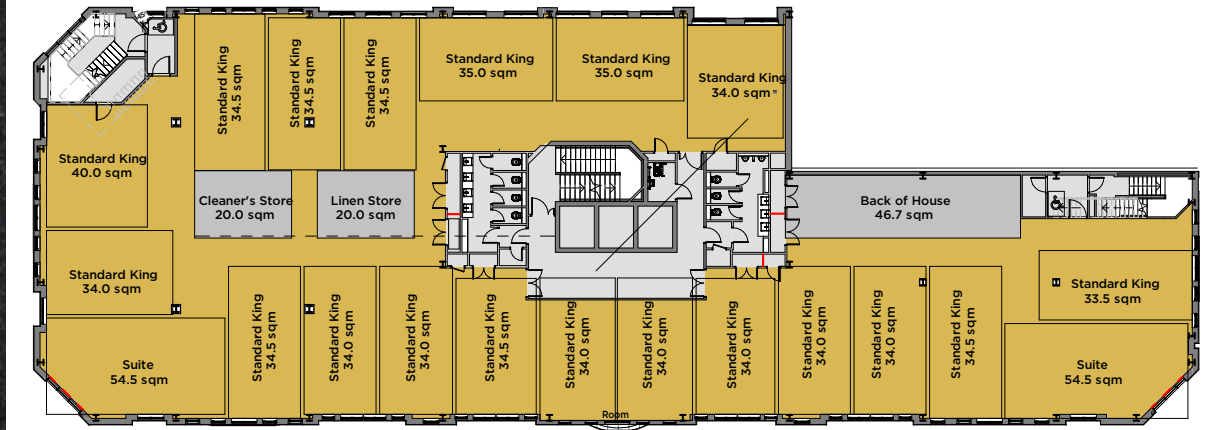 Standard King
34.5 sqm
Standard King
34.5 sqm
Standard King
34.5 sqm
Standard King
35.0 sqm
Standard King
35.0 sqm
Standard King
34.0 sqm
Standard King
40.0 sqm
Cleaner's Store
20.0 sqm
Linen Store
20.0 sqm
Back of House
46.7 sqm
Standard King
34.0 sqm
Standard King
33.5 sqm
Suite
54.5 sqm
Standard King
34.5 sqm
Standard King
34.0 sqm
Standard King
34.0 sqm
Standard King
34.5 sqm
Standard King
34.0 sqm
Standard King
34.0 sqm
Standard King
34.0 sqm
Standard King
34.0 sqm
Standard King
34.0 sqm
Standard King
34.5 sqm
Suite
54.5 sqm
Room